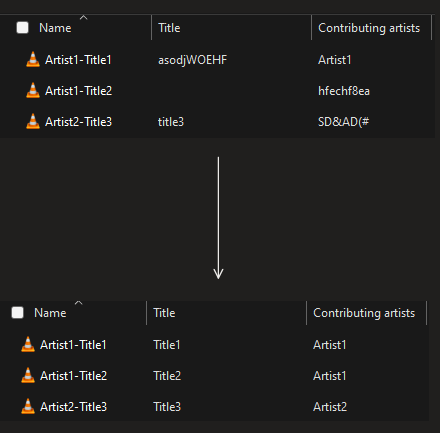 Name Title Contributing artists
Artist1-Title1 asodjWOEHF Artist1
Artist1-Title2 hfechf8ea
Artist2-Title3 title3 SD&AD(#
Name Title Contributing artists
Artist1-Title1 Title1 Artist1
Artist1-Title2 Title2 Artist1
Artist2-Title3 Title3 Artist2